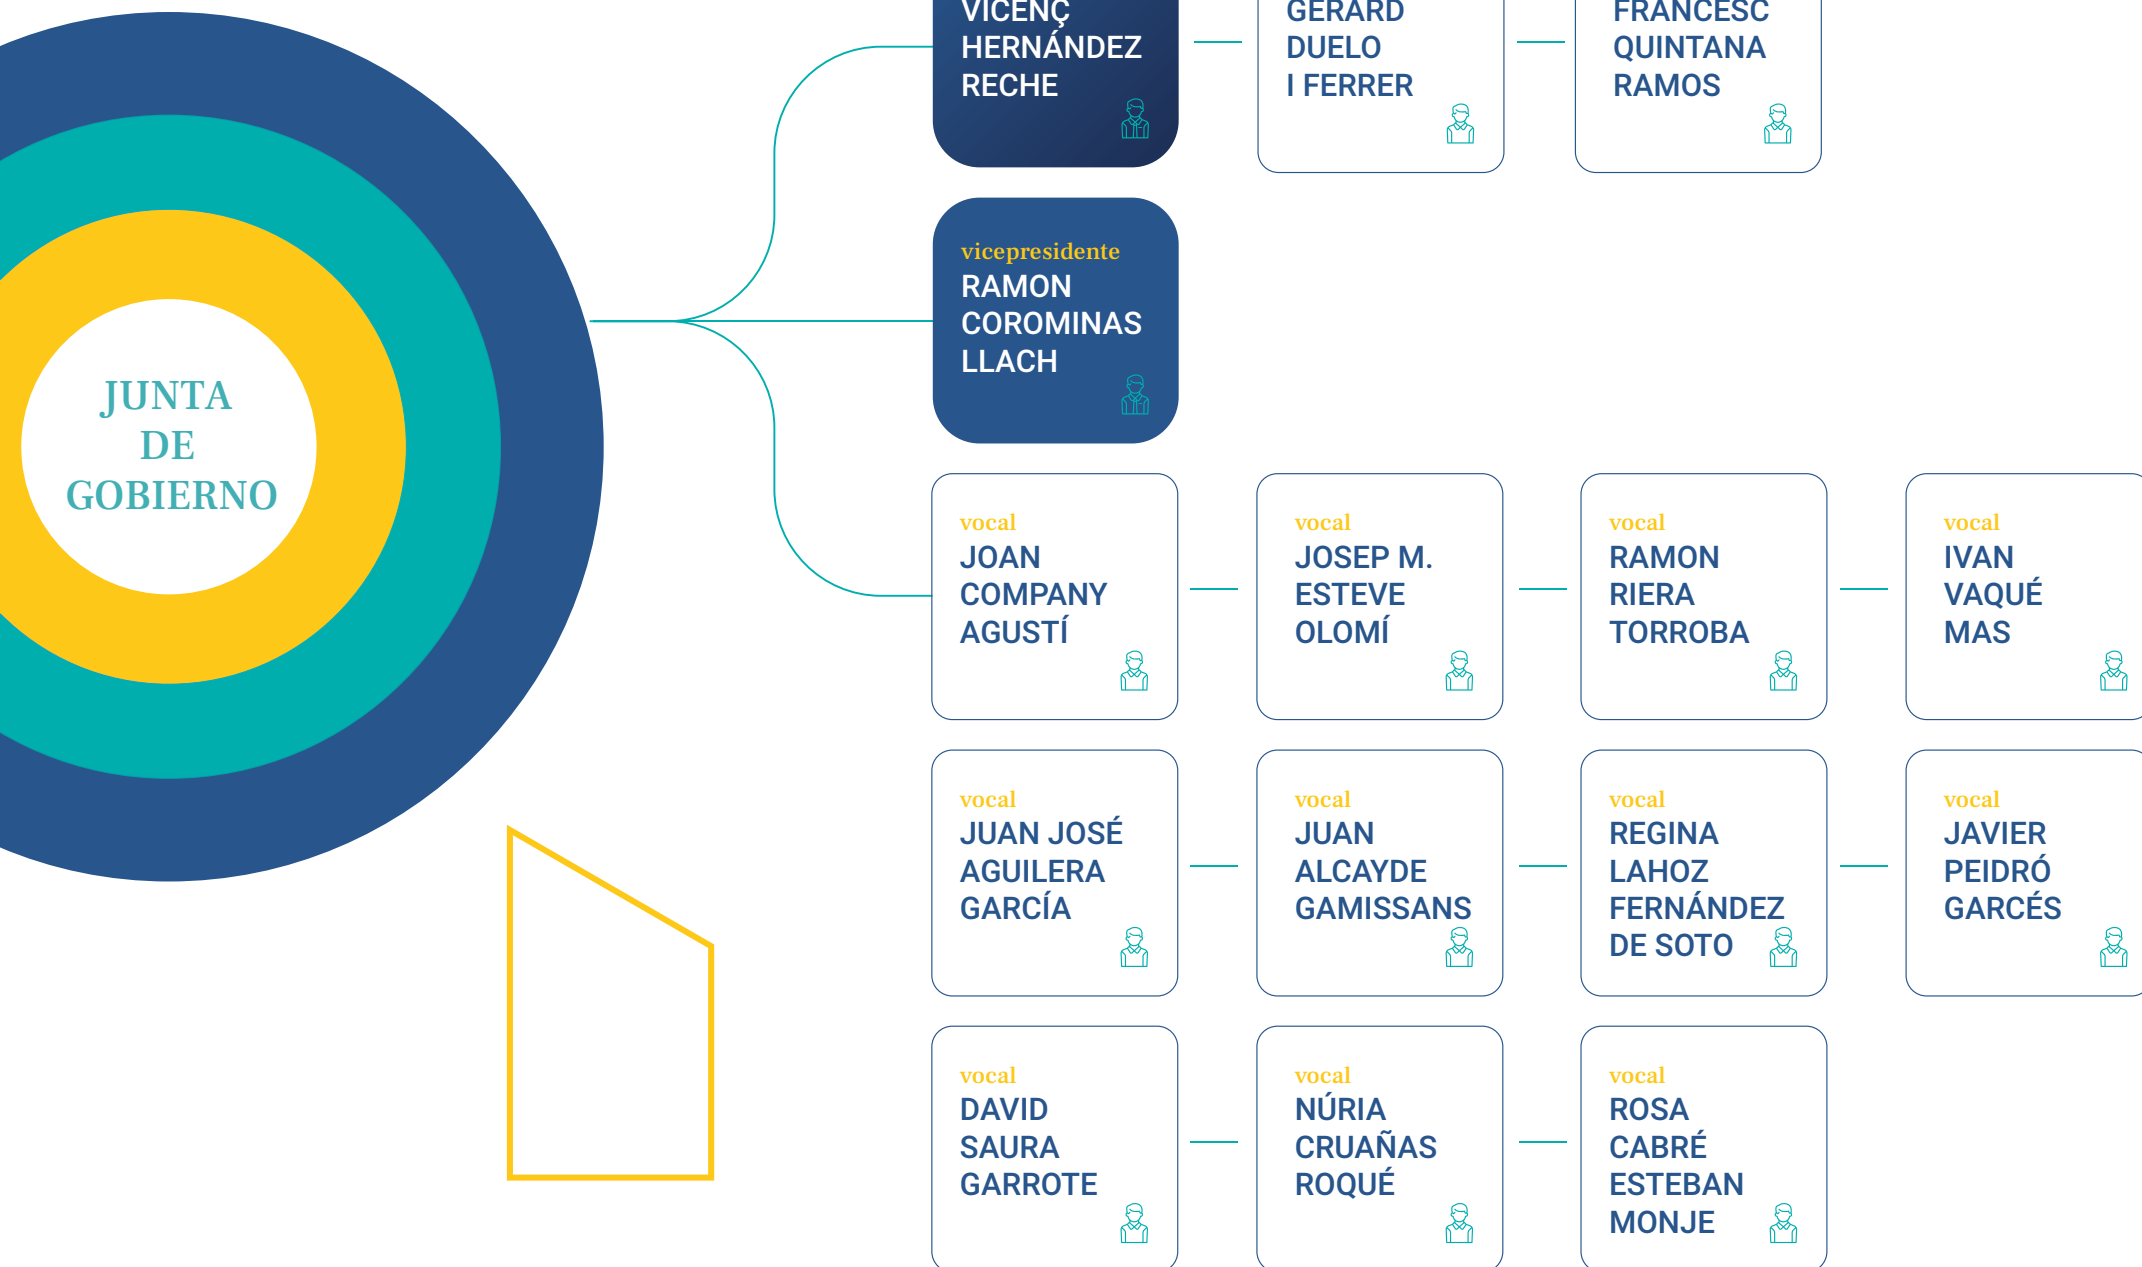 JUNTA
DE
GOBIERNO
VICENÇ
HERNÁNDEZ
RECHE
GERARD
DUELO
I FERRER
FRANCESC
QUINTANA
RAMOS
vicepresidente
RAMON
COROMINAS
LLACH
vocal
JOAN
COMPANY
AGUSTÍ
vocal
JOSEP M.
ESTEVE
OLOMÍ
vocal
RAMON
RIERA
TORROBA
vocal
IVAN
VAQUÉ
MAS
vocal
JUAN JOSÉ
AGUILERA
GARCÍA
vocal
JUAN
ALCAYDE
GAMISSANS
vocal
REGINA
LAHOZ
FERNÁNDEZ
DE SOTO
vocal
JAVIER
PEIDRÓ
GARCÉS
vocal
DAVID
SAURA
GARROTE
vocal
NÚRIA
CRUAÑAS
ROQUÉ
vocal
ROSA
CABRÉ
ESTEBAN
MONJE